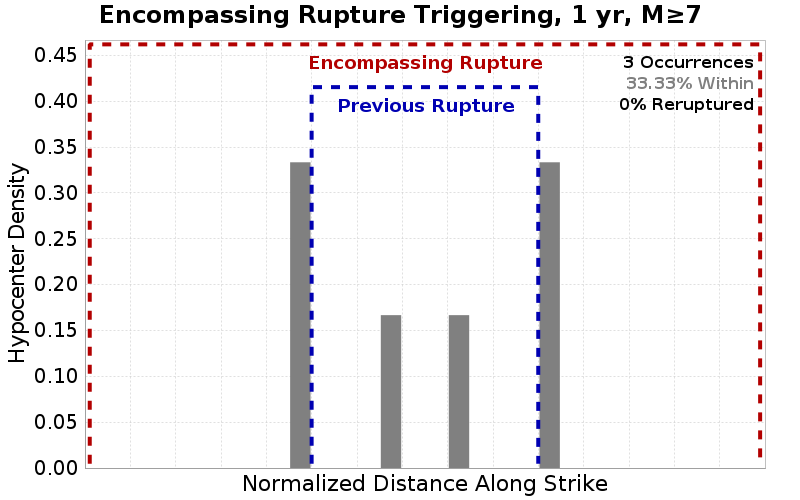 Encompassing Rupture Triggering, 1 yr, M≥7
Encompassing Rupture
Previous Rupture
3 Occurrences
33.33% Within
0% Reruptured
Hypocenter Density
0.45
0.40
0.35
0.30
0.25
0.20
0.15
0.10
0.05
0.00
Normalized Distance Along Strike